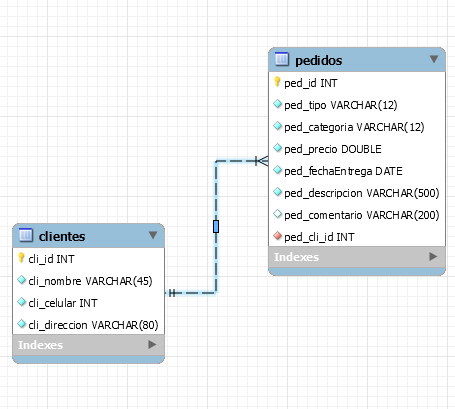 pedidos
ped_id INT
ped_tipo VARCHAR(12)
ped_categoria VARCHAR(12)
ped_precio DOUBLE
ped_fechaEntrega DATE
ped_descripcion VARCHAR(500)
ped_comentario VARCHAR(200)
ped_cli_id INT
Indexes
clientes
cli_id INT
cli_nombre VARCHAR(45)
cli_celular INT
cli_direccion VARCHAR(80)
Indexes